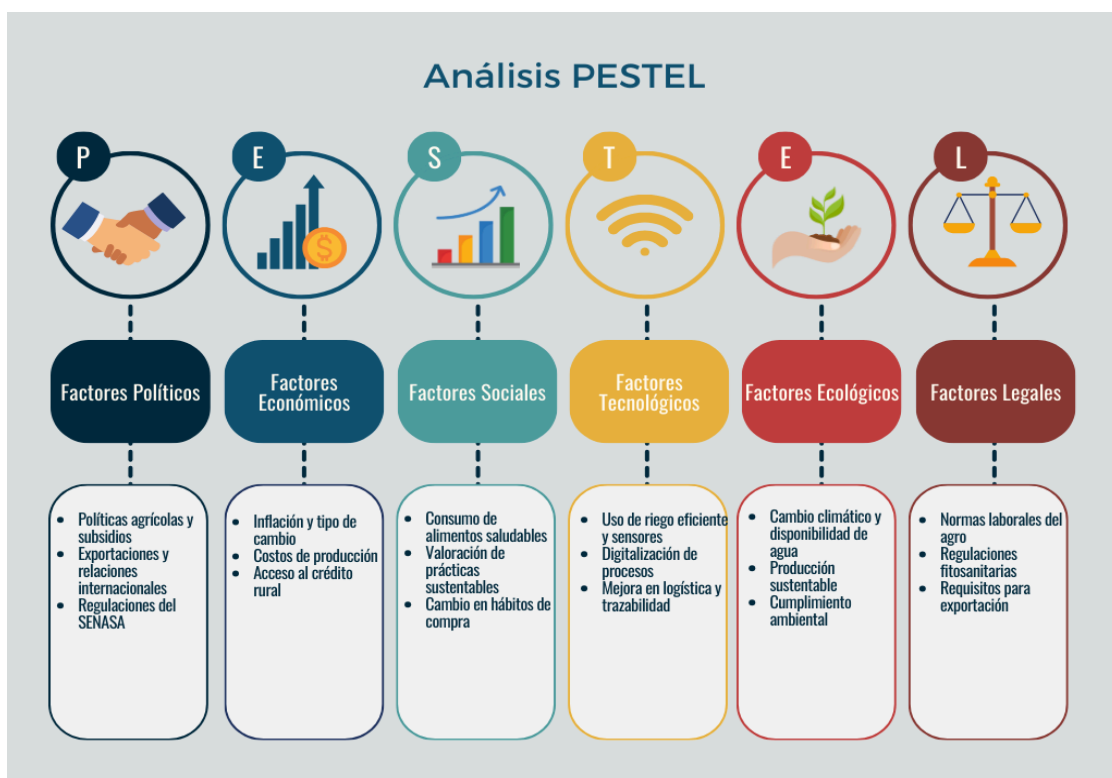 Análisis PESTEL
P
E
S
T
E
L
Factores Políticos
Factores
Económicos
Factores Sociales
Factores
Tecnológicos
Factores Ecológicos
Factores Legales
• Políticas agrícolas y
subsidios
• Exportaciones y
relaciones
internacionales
• Regulaciones del
SENASA
• Inflación y tipo de
cambio
• Costos de producción
• Acceso al crédito
rural
• Consumo de
alimentos saludables
• Valoración de
prácticas
sustentables
• Cambio en hábitos de
compra
• Uso de riego eficiente
y sensores
• Digitalización de
procesos
• Mejora en logística y
trazabilidad
• Cambio climático y
disponibilidad de
agua
• Producción
sustentable
• Cumplimiento
ambiental
• Normas laborales del
agro
• Regulaciones
fitosanitarias
• Requisitos para
exportación